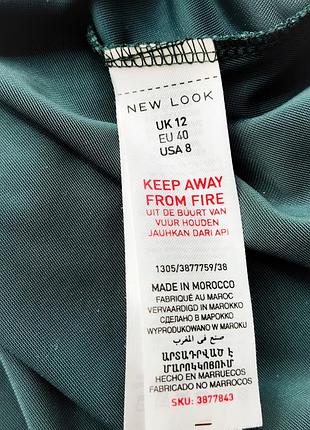 NEW LOOK
UK 12
EU 40
USA 8
KEEP AWAY
FROM FIRE
UIT DE BUURT VAN
VUUR HOUDEN
JAUHKAN DARI API
1305/3877759/38
MADE IN MOROCCO
FABRIQUÉ AU MAROC
VERVAARDIGD IN MAROKKO
СДЕЛАНО В МАРОККО
WYPRODUKOWANO W MAROKU
صنع في المغرب
ԱՐՏԱԴՐՎԱԾ Է
ՄԱՐՈԿԿՈՅՈՒՄ
HECHO EN MARRUECOS
FABRICADO NO MARROCOS
SKU: 3877843